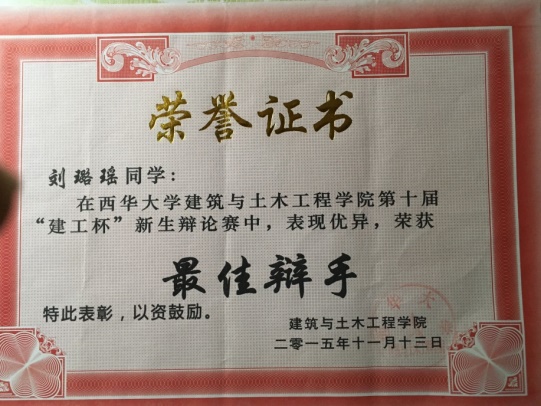 荣誉证书
刘璐瑶同学：
在西华大学建筑与土木工程学院第十届
“建工杯”新生辩论赛中，表现优异，荣获
最佳辩手
特此表彰，以资鼓励。
建筑与土木工程学院
二零一五年十一月十三日